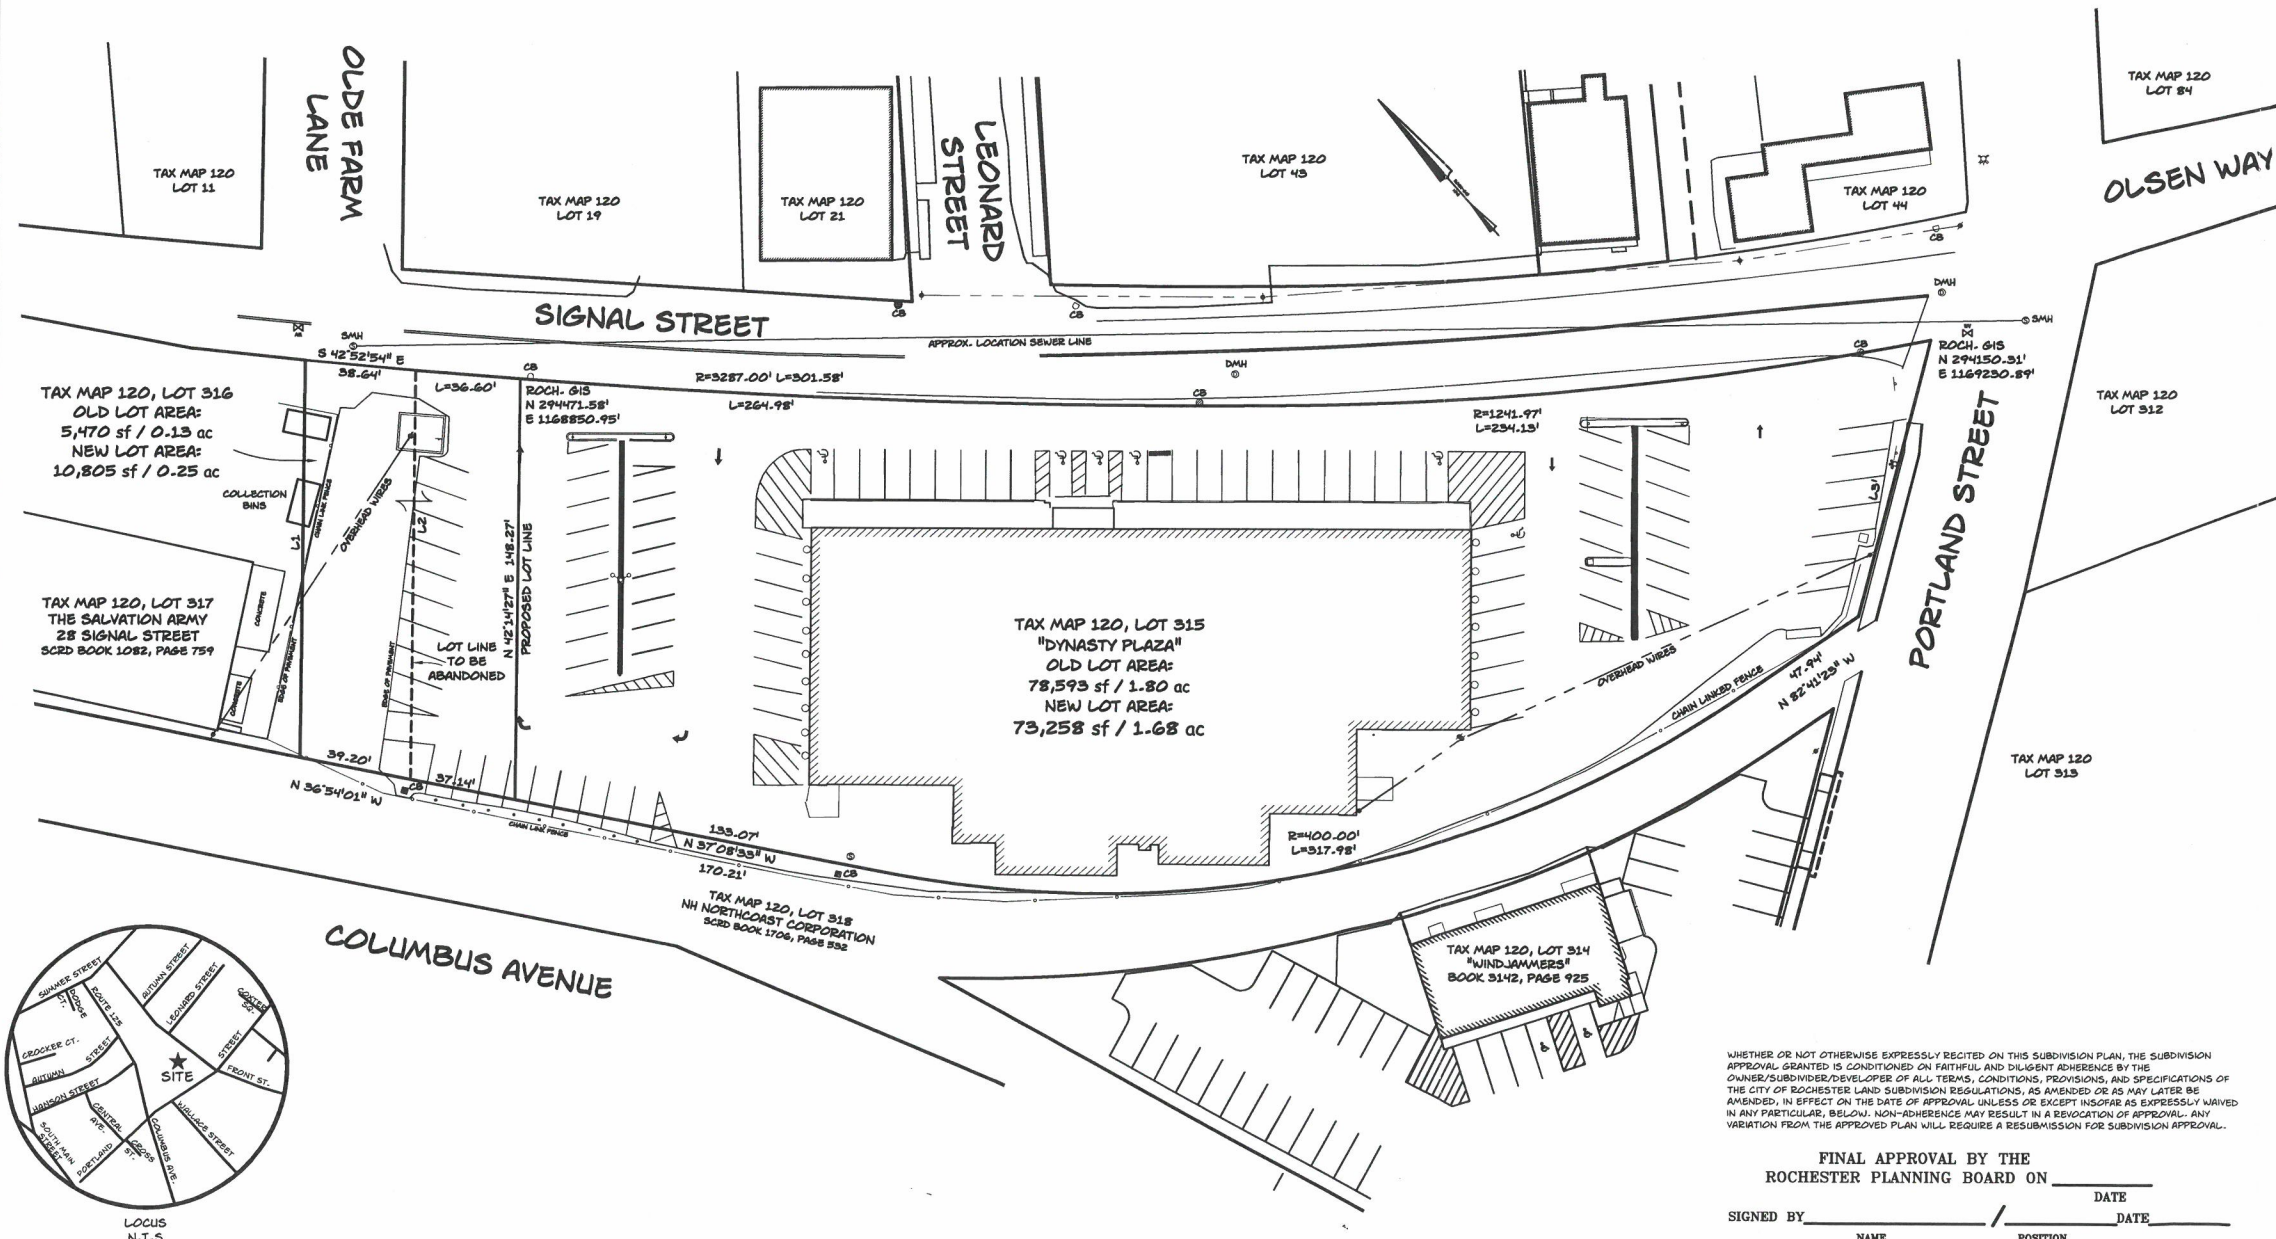 OLDE FARM
LANE
TAX MAP 120
LOT 11
TAX MAP 120
LOT 19
TAX MAP 120
LOT 21
LEONARD
STREET
TAX MAP 120
LOT 43
TAX MAP 120
LOT 44
TAX MAP 120
LOT 84
OLSEN WAY
CB
CB
CB
DMH
SIGNAL STREET
SMH
SMH
APPROX. LOCATION SEWER LINE
S 42°52'54" E
38.64'
L=36.60'
CB
ROCH. GIS
N 294471.58'
E 1168850.95'
R=3287.00' L=301.58'
L=264.98'
DMH
CB
R=1241.97'
L=234.13'
CB
ROCH. GIS
N 294150.31'
E 1169230.89'
TAX MAP 120, LOT 316
OLD LOT AREA:
5,470 sf / 0.13 ac
NEW LOT AREA:
10,805 sf / 0.25 ac
COLLECTION
BINS
CHAIN LINK FENCE
OVERHEAD WIRES
L1
L2
L3
N 42°14'27" E 148.27'
PROPOSED LOT LINE
TAX MAP 120
LOT 312
PORTLAND STREET
TAX MAP 120, LOT 317
THE SALVATION ARMY
28 SIGNAL STREET
SCRD BOOK 1082, PAGE 759
CONCRETE
CONCRETE
EDGE OF PAVEMENT
EDGE OF PAVEMENT
LOT LINE
TO BE
ABANDONED
TAX MAP 120, LOT 315
"DYNASTY PLAZA"
OLD LOT AREA:
78,593 sf / 1.80 ac
NEW LOT AREA:
73,258 sf / 1.68 ac
OVERHEAD WIRES
CHAIN LINKED FENCE
47.94'
N 82°41'23" W
TAX MAP 120
LOT 313
39.20'
N 36°54'01" W
37.14'
CB
CHAIN LINK FENCE
133.07'
N 37°08'33" W
170.21'
CB
R=400.00'
L=317.98'
TAX MAP 120, LOT 318
NH NORTHCOAST CORPORATION
SCRD BOOK 1706, PAGE 532
COLUMBUS AVENUE
TAX MAP 120, LOT 314
"WINDJAMMERS"
BOOK 3142, PAGE 925
SUMMER STREET
DODGE
CT.
ROUTE 125
AUTUMN STREET
LEONARD STREET
CROCKER CT.
AUTUMN
STREET
HANSON STREET
SITE
STREET
FRONT ST.
CENTRAL
AVE.
SOUTH MAIN
STREET
PORTLAND
CROSS
ST.
COLUMBUS AVE.
WALLACE STREET
LOCUS
N.T.S.
WHETHER OR NOT OTHERWISE EXPRESSLY RECITED ON THIS SUBDIVISION PLAN, THE SUBDIVISION
APPROVAL GRANTED IS CONDITIONED ON FAITHFUL AND DILIGENT ADHERENCE BY THE
OWNER/SUBDIVIDER/DEVELOPER OF ALL TERMS, CONDITIONS, PROVISIONS, AND SPECIFICATIONS OF
THE CITY OF ROCHESTER LAND SUBDIVISION REGULATIONS, AS AMENDED OR AS MAY LATER BE
AMENDED, IN EFFECT ON THE DATE OF APPROVAL UNLESS OR EXCEPT INSOFAR AS EXPRESSLY WAIVED
IN ANY PARTICULAR, BELOW. NON-ADHERENCE MAY RESULT IN A REVOCATION OF APPROVAL. ANY
VARIATION FROM THE APPROVED PLAN WILL REQUIRE A RESUBMISSION FOR SUBDIVISION APPROVAL.
FINAL APPROVAL BY THE
ROCHESTER PLANNING BOARD ON
DATE
SIGNED BY / DATE
NAME POSITION